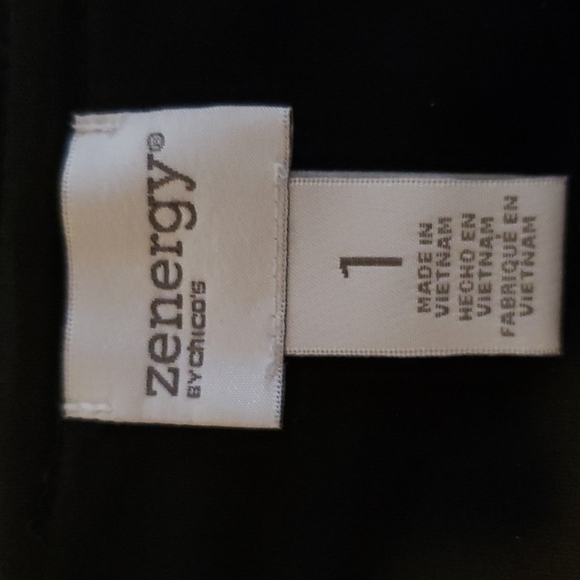 zenergy®
BY chico's
1
MADE IN
VIETNAM
HECHO EN
VIETNAM
FABRIQUÉ EN
VIETNAM